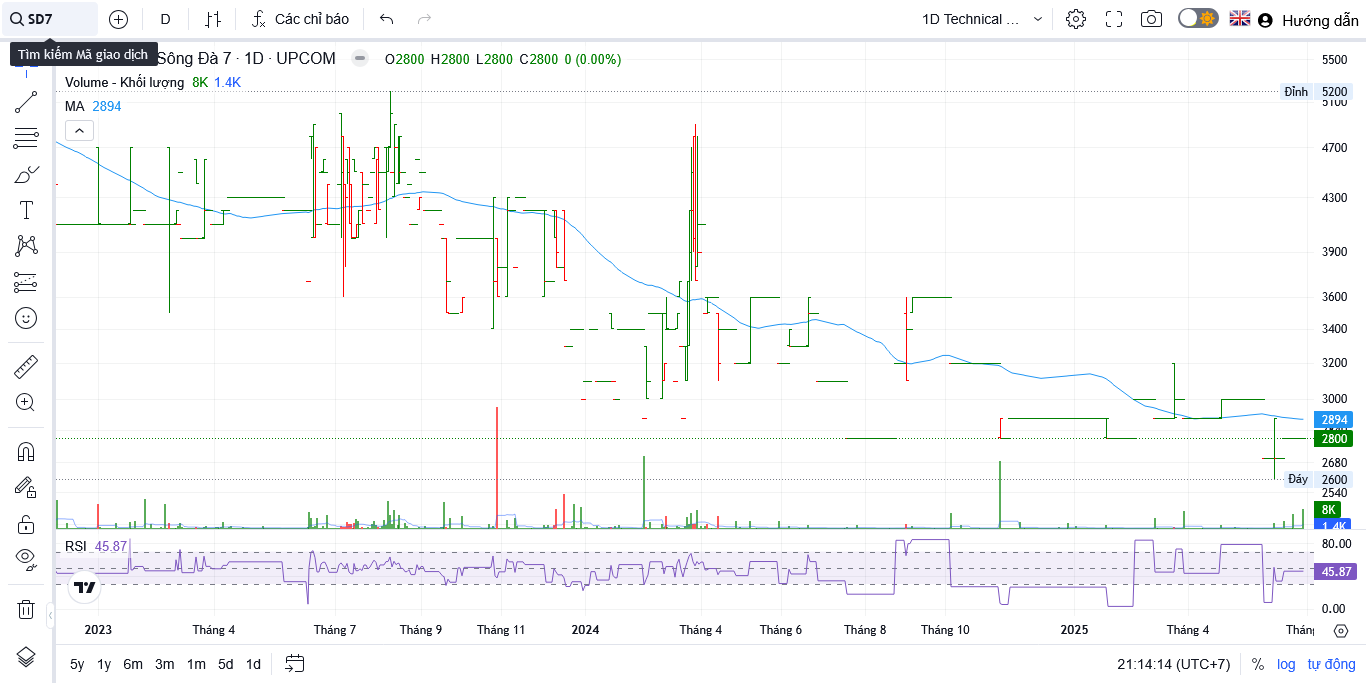 SD7 D Các chỉ báo 1D Technical ... Hướng dẫn
Tìm kiếm Mã giao dịch
Sông Đà 7 · 1D · UPCOM O2800 H2800 L2800 C2800 0 (0.00%)
Volume - Khối lượng 8K 1.4K
MA 2894
5500
Đỉnh 5200
5100
4700
4300
3900
3600
3400
3200
3000
2894
2800
2680
Đáy 2600
2540
8K
1.4K
RSI 45.87
80.00
45.87
0.00
2023 Tháng 4 Tháng 7 Tháng 9 Tháng 11 2024 Tháng 4 Tháng 6 Tháng 8 Tháng 10 2025 Tháng 4 Tháng
5y 1y 6m 3m 1m 5d 1d 21:14:14 (UTC+7) % log tự động